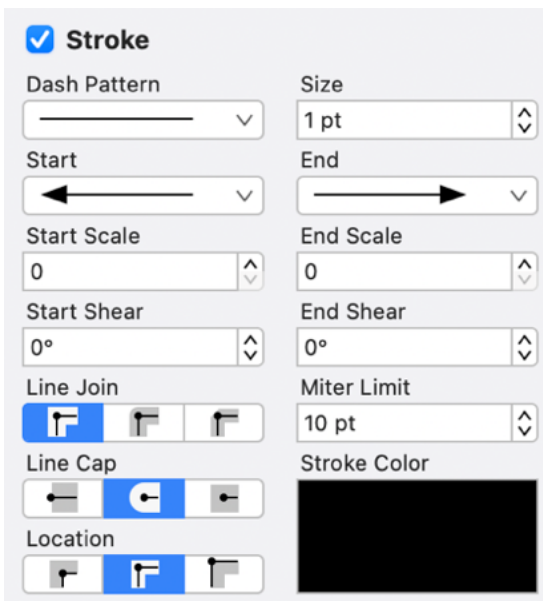 Stroke
Dash Pattern Size
1 pt
Start End
Start Scale End Scale
0 0
Start Shear End Shear
0° 0°
Line Join Miter Limit
10 pt
Line Cap Stroke Color
Location